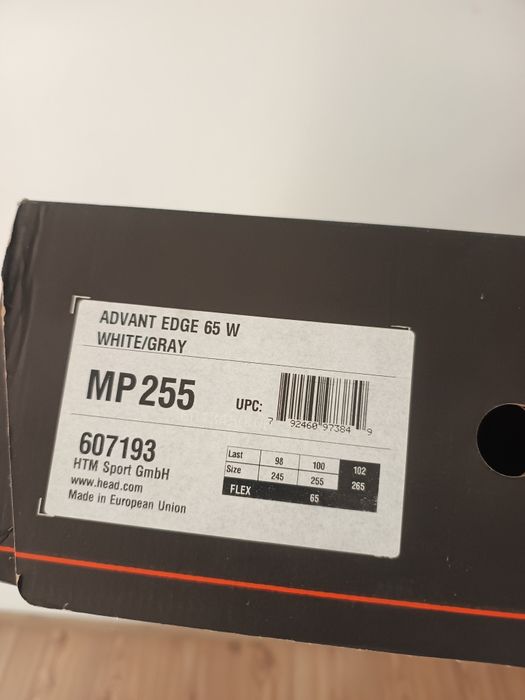 ADVANT EDGE 65 W
WHITE/GRAY
MP 255
UPC:
7 92460 97384 9
607193
HTM Sport GmbH
www.head.com
Made in European Union
Last 98 100 102
Size 245 255 265
FLEX 65